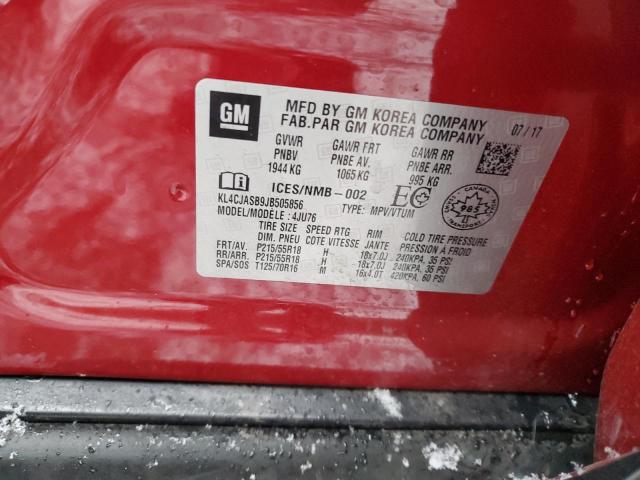 GM
MFD BY GM KOREA COMPANY
FAB.PAR GM KOREA COMPANY
07/17
GVWR GAWR FRT GAWR RR
PNBV PNBE AV. PNBE ARR.
1944 KG 1065 KG 995 KG
ICES/NMB-002
KL4CJASB9JB505856
MODEL/MODÈLE : 4JU76 TYPE: MPV/VTUM
CANADA
985
TRANSPORT
TIRE SIZE SPEED RTG RIM COLD TIRE PRESSURE
DIM. PNEU COTE VITESSE JANTE PRESSION À FROID
FRT/AV. P215/55R18 H 18x7.0J 240KPA, 35 PSI
RR/ARR. P215/55R18 H 18x7.0J 240KPA, 35 PSI
SPA/SOS T125/70R16 M 16x4.0T 420KPA, 60 PSI